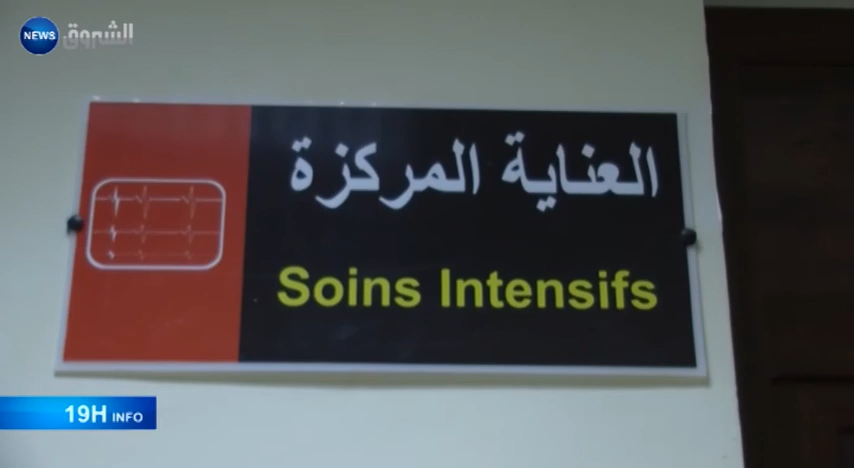 NEWS الشروق
العناية المركزة
Soins Intensifs
19H INFO